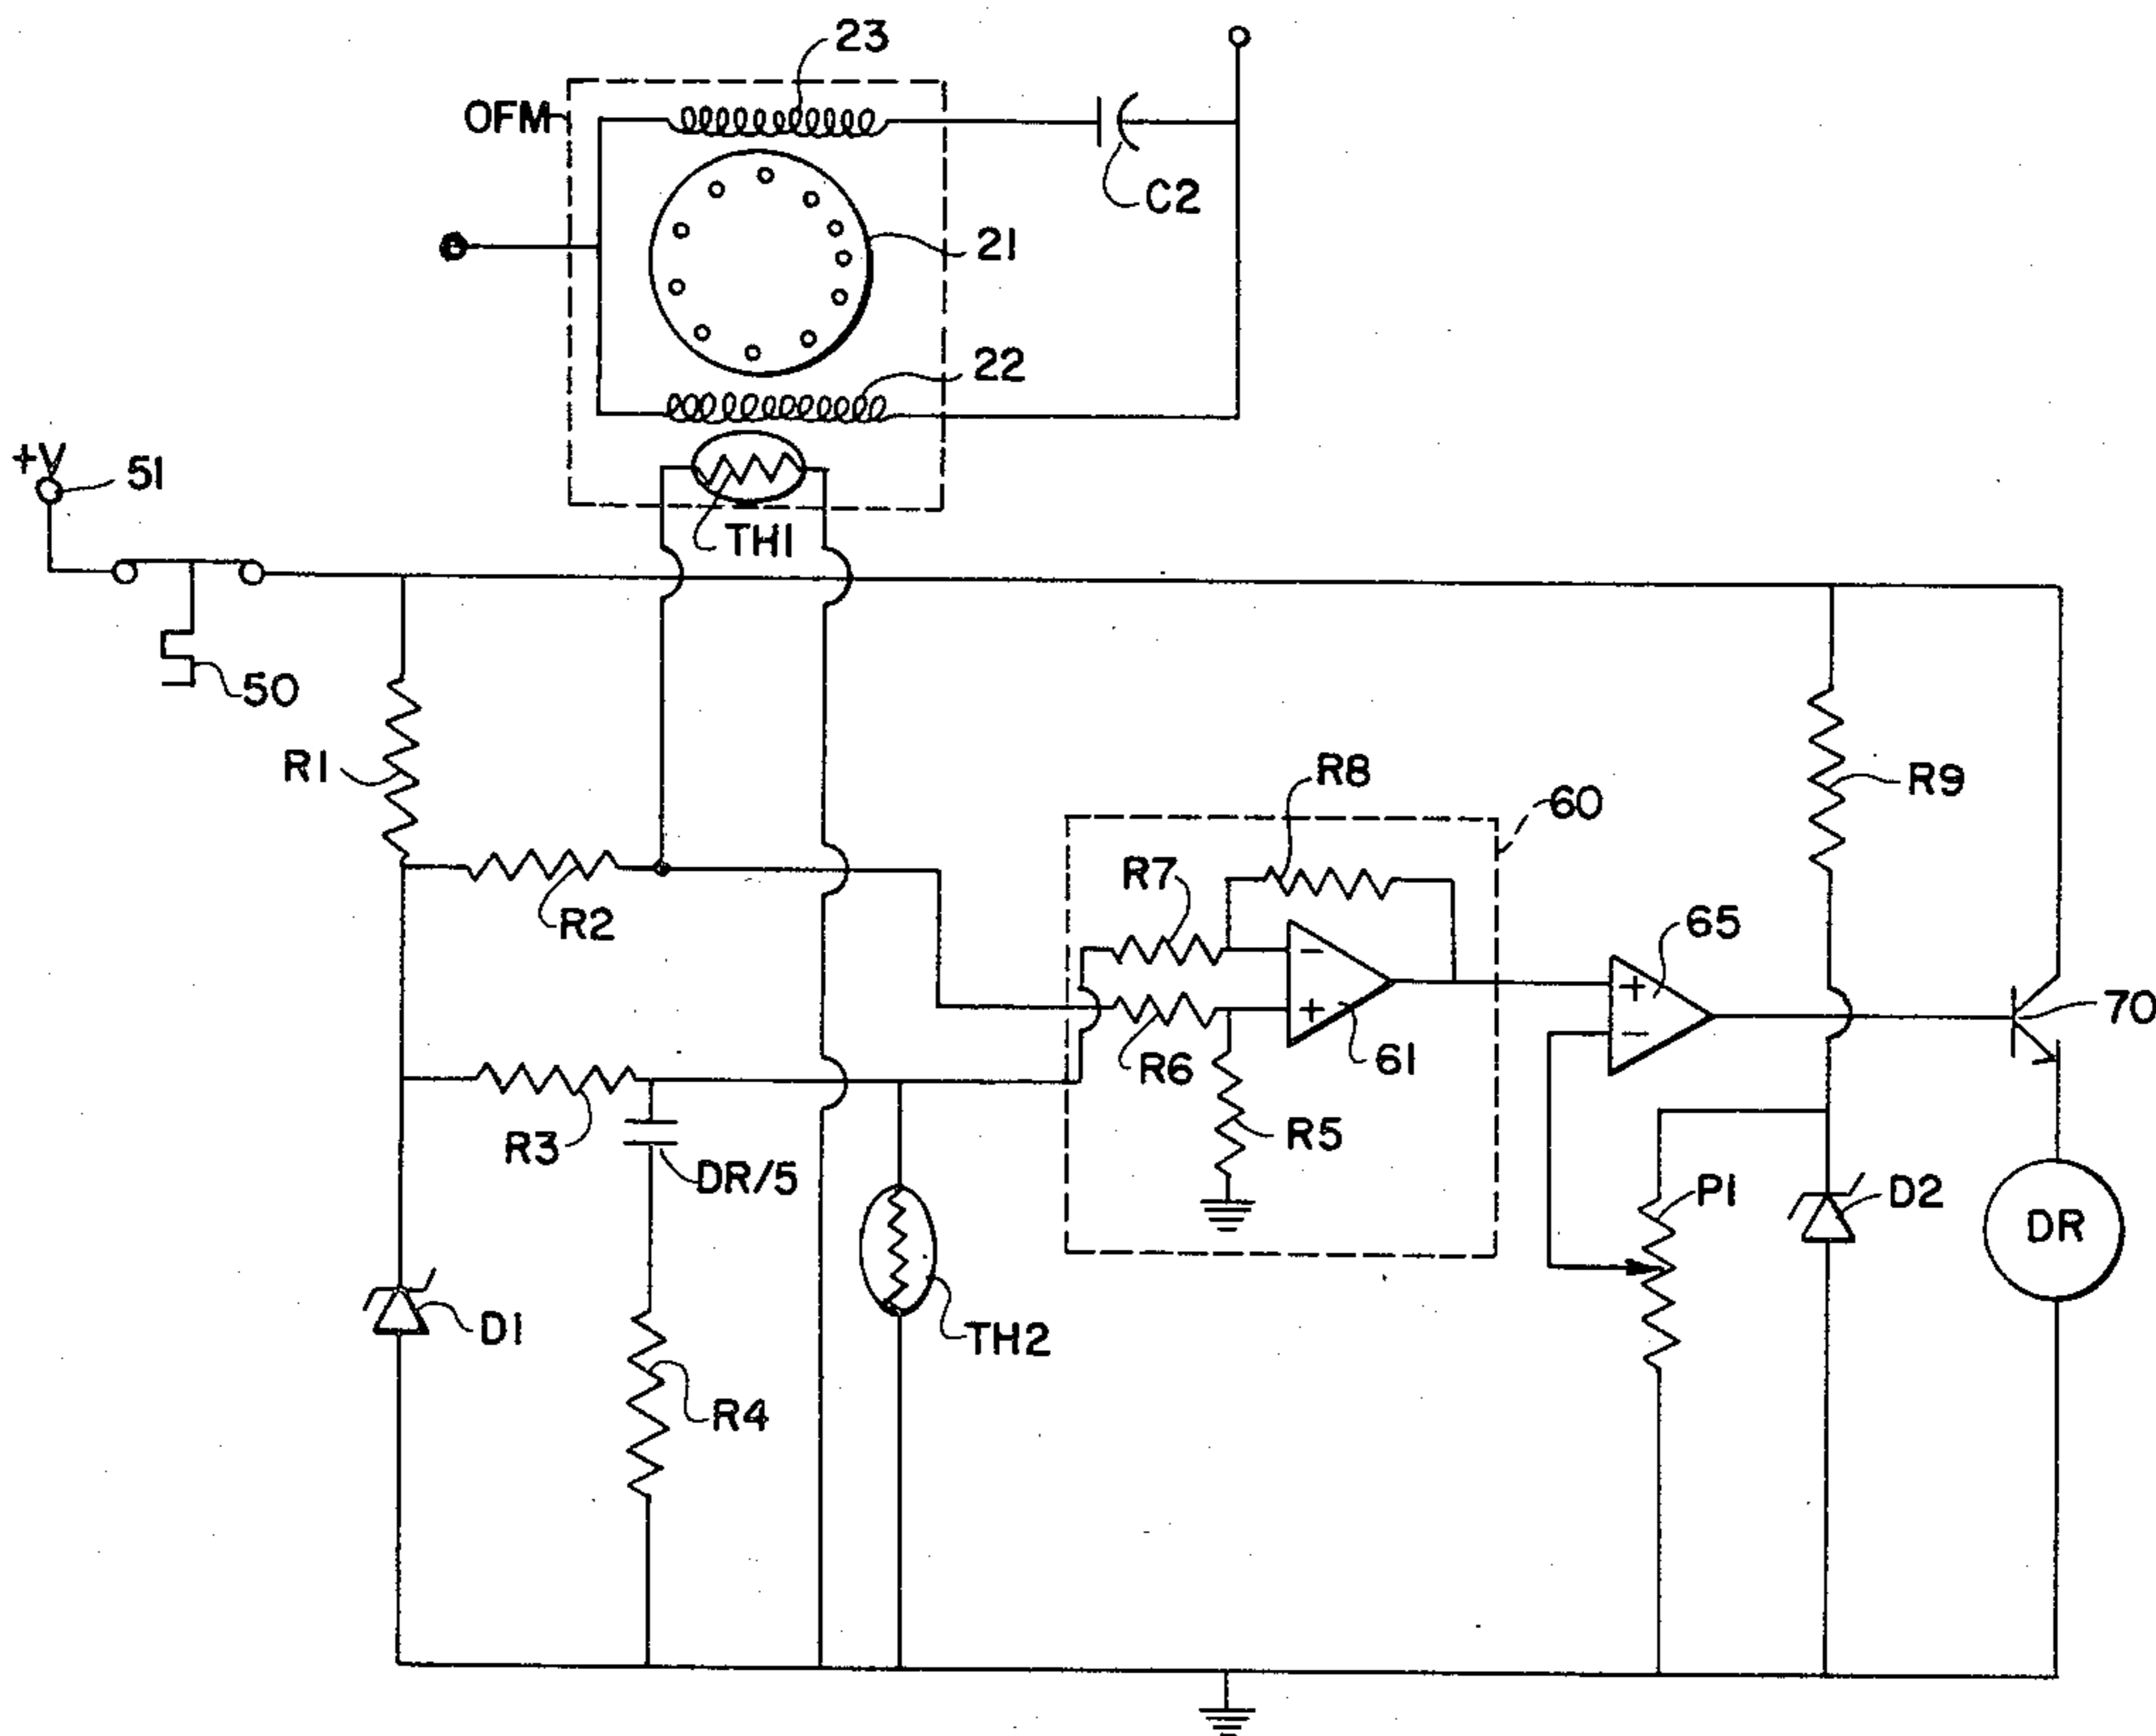 23
OFM
C2
21
22
+V
51
TH1
50
R1
R8
60
R9
R7
R2
65
-
+
+
-
70
61
R6
R3
R5
DR/5
P1
D2
DR
D1
TH2
R4